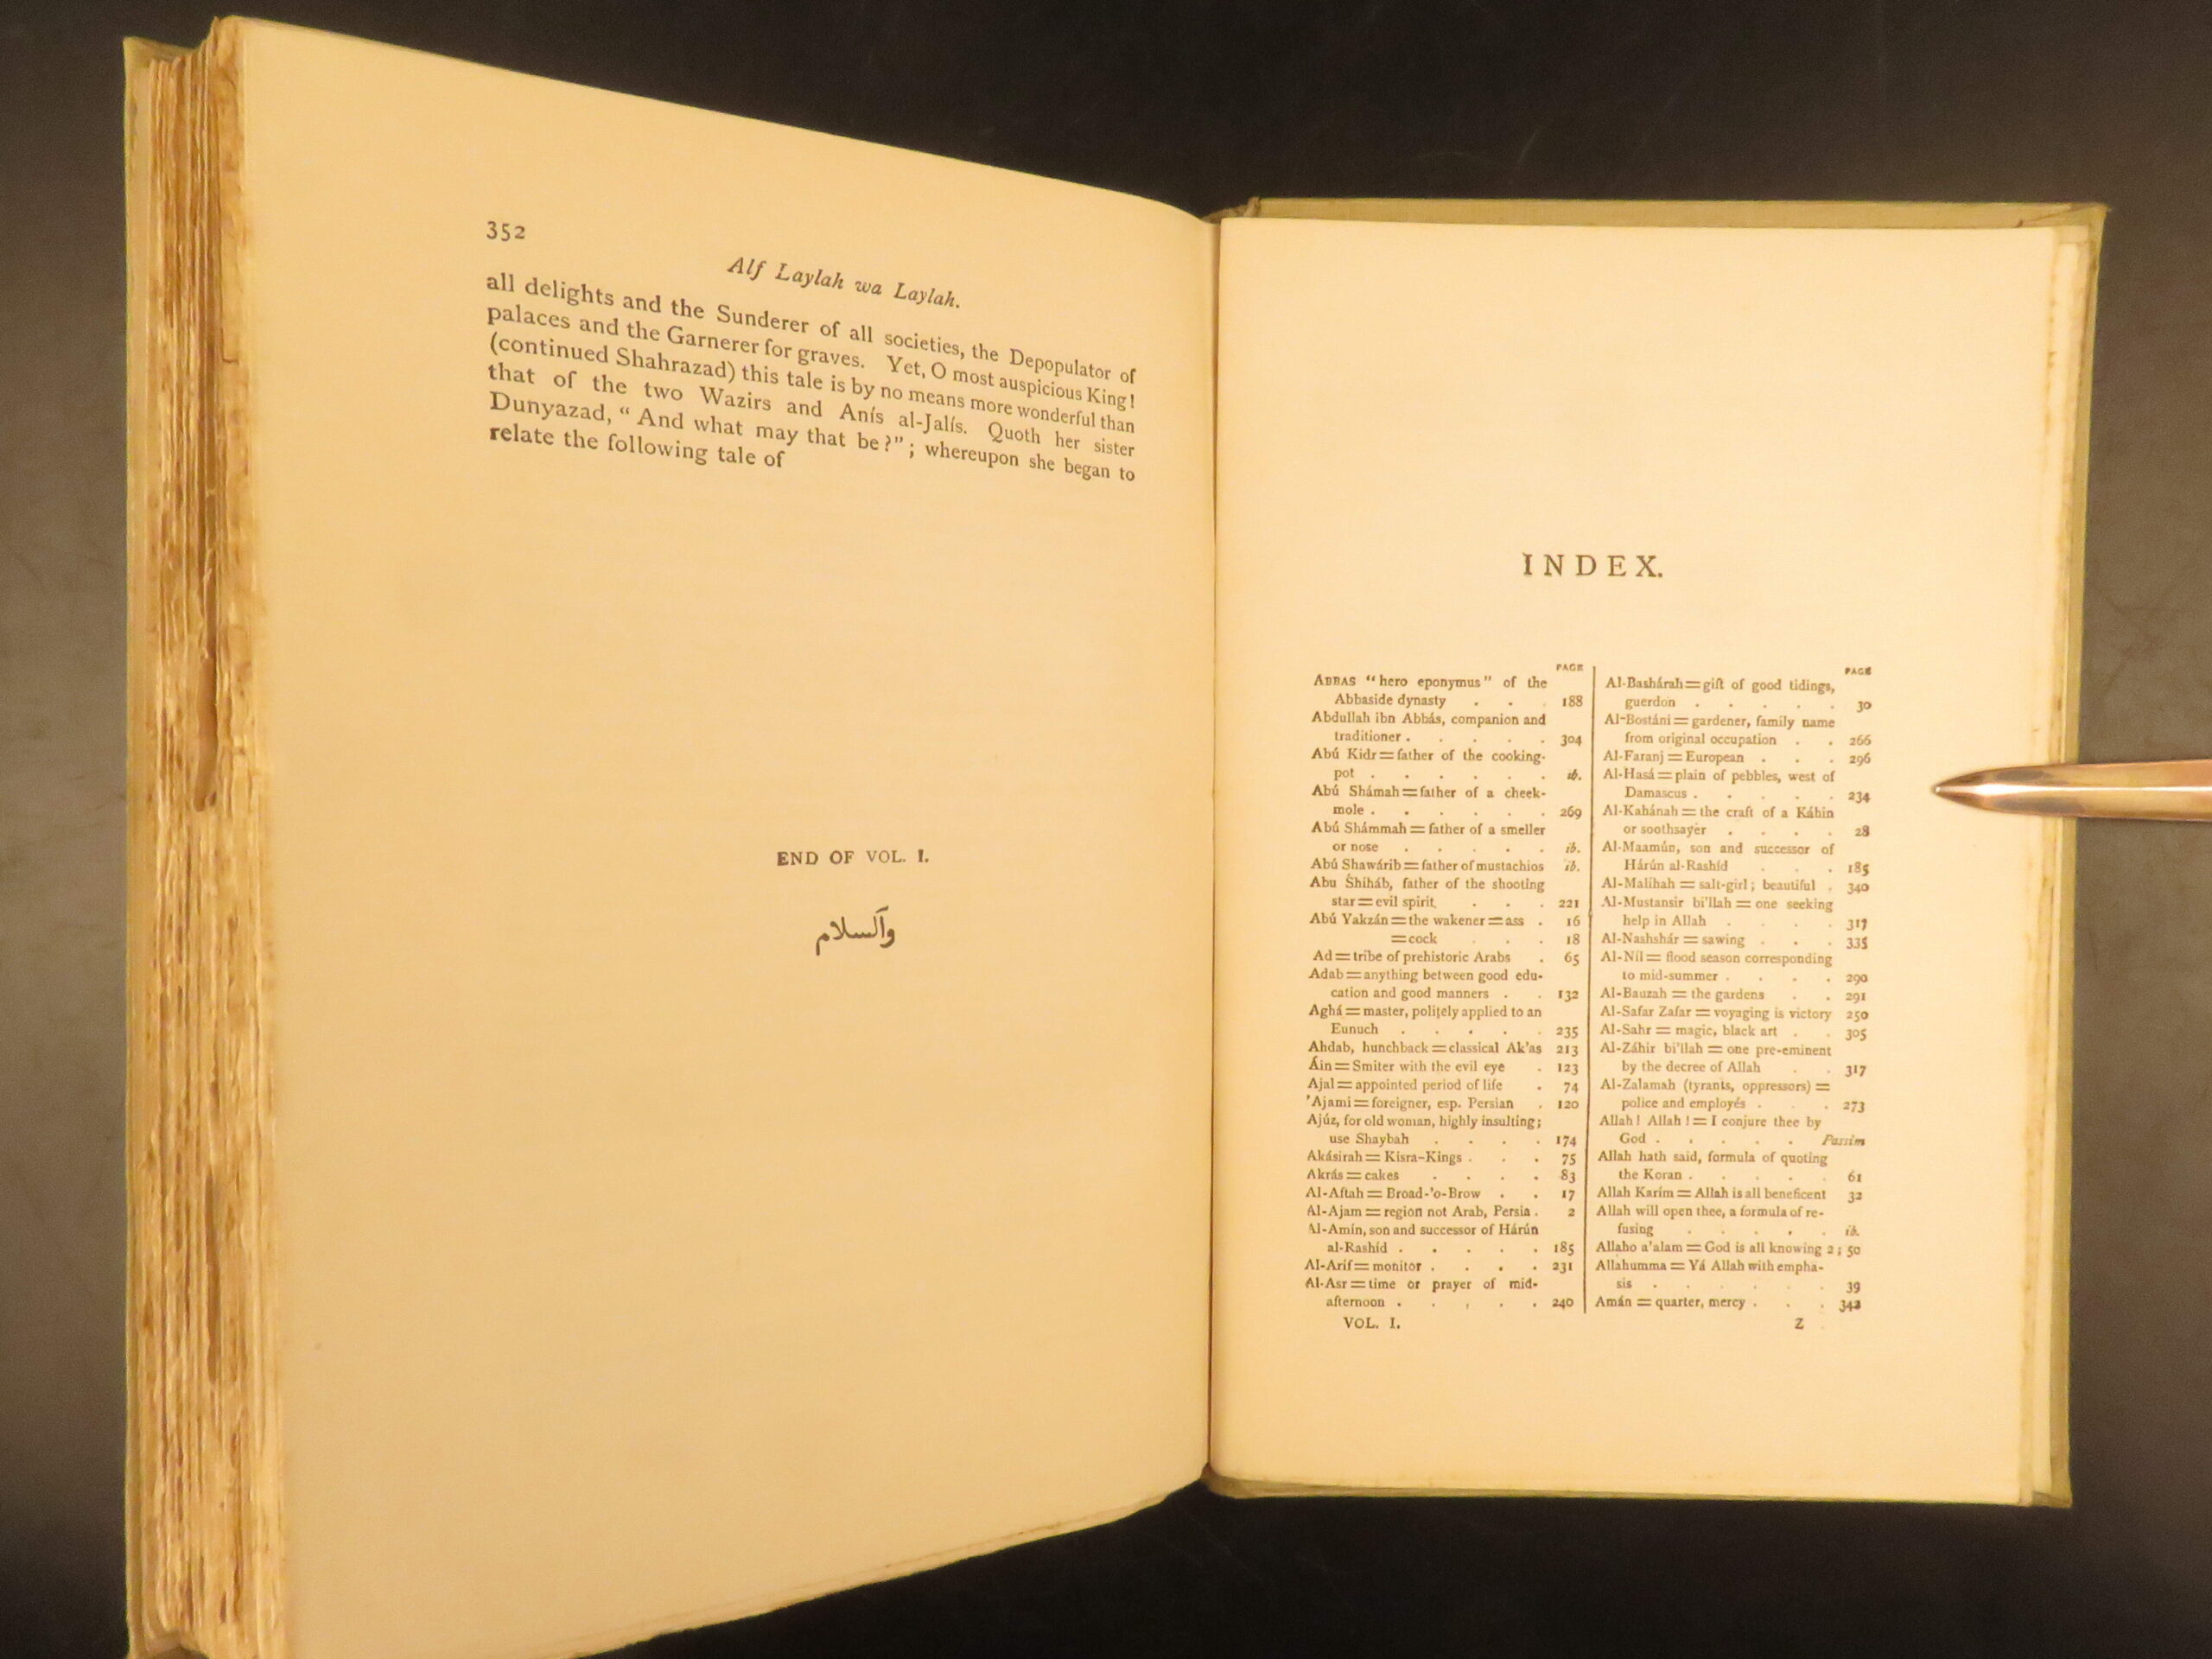 352
Alf Laylah wa Laylah.
all delights and the Sunderer of all societies, the Depopulator of
palaces and the Garnerer for graves. Yet, O most auspicious King!
(continued Shahrazad) this tale is by no means more wonderful than
that of the two Wazirs and Anís al-Jalís. Quoth her sister
Dunyazad, “And what may that be?”; whereupon she began to
relate the following tale of
END OF VOL. I.
والسلام
INDEX.
PAGE
ABBAS “hero eponymus” of the
Abbaside dynasty . . . 188
Abdullah ibn Abbás, companion and
traditioner . . . . . 304
Abú Kidr = father of the cooking-
pot . . . . . . ib.
Abú Shámah = father of a cheek-
mole . . . . . . 269
Abú Shámmah = father of a smeller
or nose . . . . . ib.
Abú Shawárib = father of mustachios ib.
Abu Shiháb, father of the shooting
star = evil spirit . . . 221
Abú Yakzán = the wakener = ass . 16
= cock . . . 18
Ad = tribe of prehistoric Arabs . 65
Adab = anything between good edu-
cation and good manners . . 132
Aghá = master, politely applied to an
Eunuch . . . . . 235
Ahdab, hunchback = classical Ak'as 213
Áin = Smiter with the evil eye . 123
Ajal = appointed period of life . 74
'Ajami = foreigner, esp. Persian . 120
Ajúz, for old woman, highly insulting;
use Shaybah . . . . 174
Akásirah = Kisra-Kings . . . 75
Akrás = cakes . . . . 83
Al-Aftah = Broad-'o-Brow . . 17
Al-Ajam = region not Arab, Persia . 2
Al-Amín, son and successor of Hárún
al-Rashíd . . . . . 185
Al-Arif = monitor . . . . 231
Al-Asr = time or prayer of mid-
afternoon . . . . . 240
VOL. I.
PAGE
Al-Bashárah = gift of good tidings,
guerdon . . . . . 30
Al-Bostáni = gardener, family name
from original occupation . . 266
Al-Faranj = European . . . 296
Al-Hasá = plain of pebbles, west of
Damascus . . . . . 234
Al-Kahánah = the craft of a Káhin
or soothsayer . . . . 28
Al-Maamún, son and successor of
Hárún al-Rashíd . . . 185
Al-Malíhah = salt-girl; beautiful . 340
Al-Mustansir bi'llah = one seeking
help in Allah . . . . 317
Al-Nashshár = sawing . . . 335
Al-Níl = flood season corresponding
to mid-summer . . . . 290
Al-Bauzah = the gardens . . 291
Al-Safar Zafar = voyaging is victory 250
Al-Sahr = magic, black art . . 305
Al-Záhir bi'llah = one pre-eminent
by the decree of Allah . . 317
Al-Zalamah (tyrants, oppressors) =
police and employés . . . 273
Allah! Allah! = I conjure thee by
God . . . . . Passim
Allah hath said, formula of quoting
the Koran . . . . . 61
Allah Karím = Allah is all beneficent 32
Allah will open thee, a formula of re-
fusing . . . . . ib.
Allaho a'alam = God is all knowing 2; 50
Allahumma = Yá Allah with empha-
sis . . . . . . 39
Amán = quarter, mercy . . . 342
Z